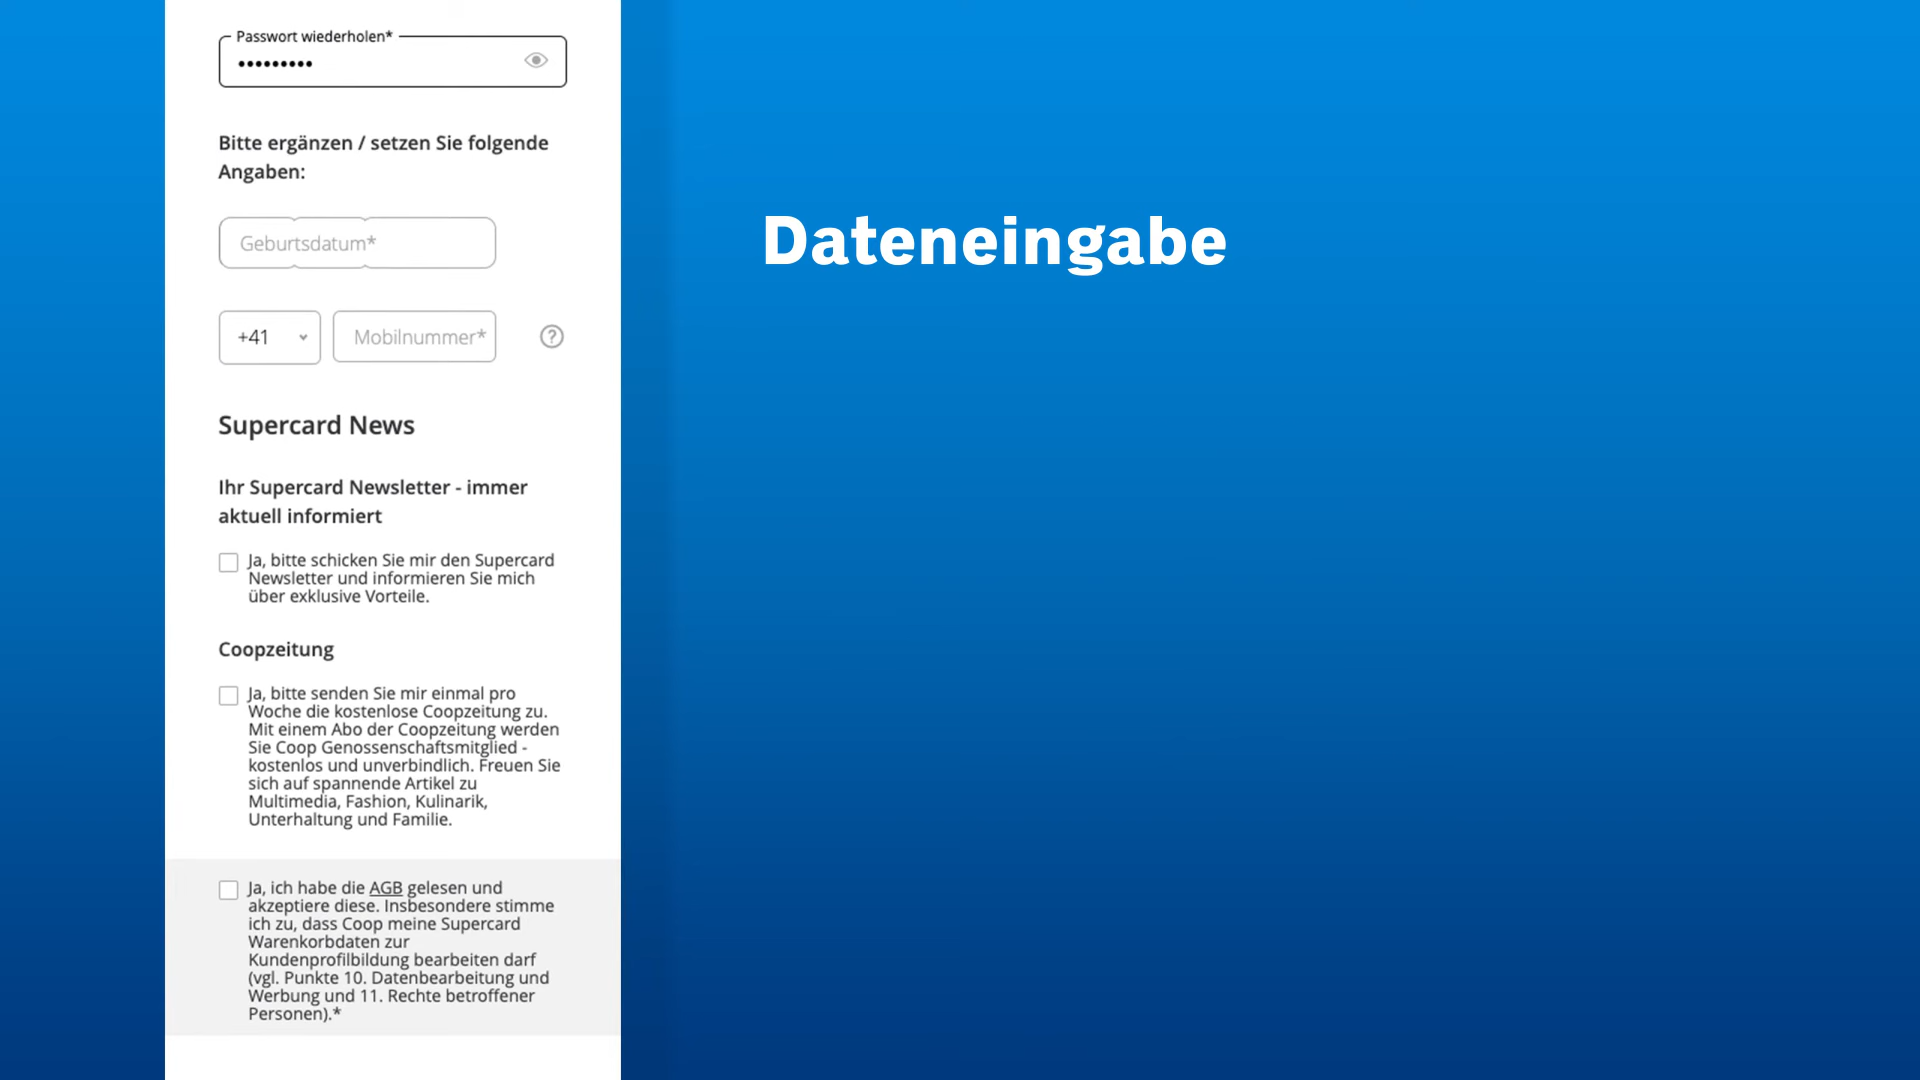 Passwort wiederholen*
•••••••••
Bitte ergänzen / setzen Sie folgende
Angaben:
Geburtsdatum*
+41
Mobilnummer*
?
Supercard News
Ihr Supercard Newsletter - immer
aktuell informiert
Ja, bitte schicken Sie mir den Supercard
Newsletter und informieren Sie mich
über exklusive Vorteile.
Coopzeitung
Ja, bitte senden Sie mir einmal pro
Woche die kostenlose Coopzeitung zu.
Mit einem Abo der Coopzeitung werden
Sie Coop Genossenschaftsmitglied -
kostenlos und unverbindlich. Freuen Sie
sich auf spannende Artikel zu
Multimedia, Fashion, Kulinarik,
Unterhaltung und Familie.
Ja, ich habe die AGB gelesen und
akzeptiere diese. Insbesondere stimme
ich zu, dass Coop meine Supercard
Warenkorbdaten zur
Kundenprofilbildung bearbeiten darf
(vgl. Punkte 10. Datenbearbeitung und
Werbung und 11. Rechte betroffener
Personen).*
Dateneingabe